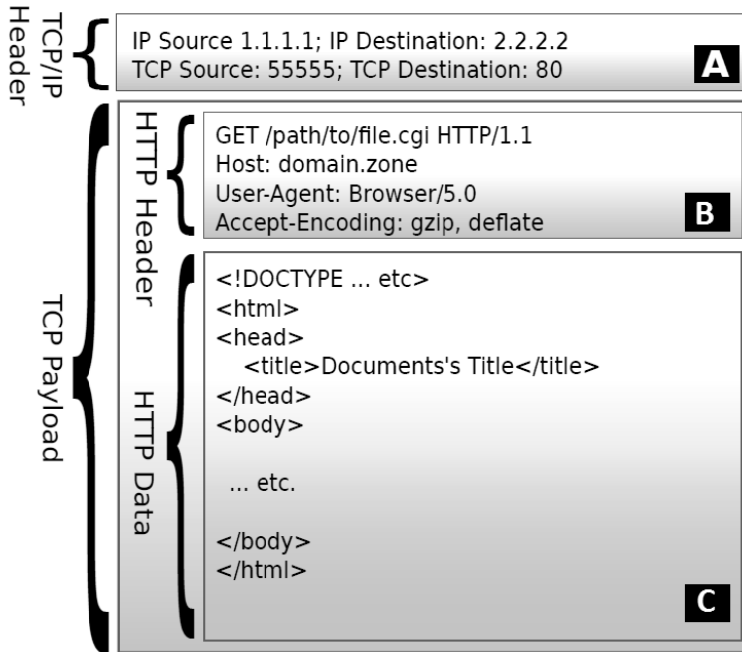 TCP/IP
Header
IP Source 1.1.1.1; IP Destination: 2.2.2.2
TCP Source: 55555; TCP Destination: 80
A
TCP Payload
HTTP Header
GET /path/to/file.cgi HTTP/1.1
Host: domain.zone
User-Agent: Browser/5.0
Accept-Encoding: gzip, deflate
B
HTTP Data
<!DOCTYPE ... etc>
<html>
<head>
<title>Documents's Title</title>
</head>
<body>
... etc.
</body>
</html>
C